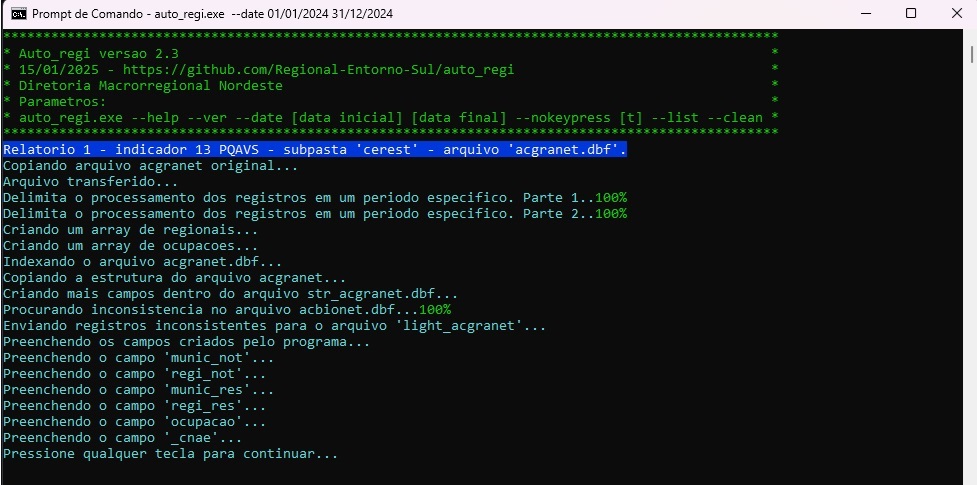 Prompt de Comando - auto_regi.exe --date 01/01/2024 31/12/2024
*************************************************************************************************
* Auto_regi versao 2.3 *
* 15/01/2025 - https://github.com/Regional-Entorno-Sul/auto_regi *
* Diretoria Macrorregional Nordeste *
* Parametros: *
* auto_regi.exe --help --ver --date [data inicial] [data final] --nokeypress [t] --list --clean *
*************************************************************************************************
Relatorio 1 - indicador 13 PQAVS - subpasta 'cerest' - arquivo 'acgranet.dbf'.
Copiando arquivo acgranet original...
Arquivo transferido...
Delimita o processamento dos registros em um periodo especifico. Parte 1..100%
Delimita o processamento dos registros em um periodo especifico. Parte 2..100%
Criando um array de regionais...
Criando um array de ocupacoes...
Indexando o arquivo acgranet.dbf...
Copiando a estrutura do arquivo acgranet...
Criando mais campos dentro do arquivo str_acgranet.dbf...
Procurando inconsistencia no arquivo acbionet.dbf...100%
Enviando registros inconsistentes para o arquivo 'light_acgranet'...
Preenchendo os campos criados pelo programa...
Preenchendo o campo 'munic_not'...
Preenchendo o campo 'regi_not'...
Preenchendo o campo 'munic_res'...
Preenchendo o campo 'regi_res'...
Preenchendo o campo 'ocupacao'...
Preenchendo o campo '_cnae'...
Pressione qualquer tecla para continuar...